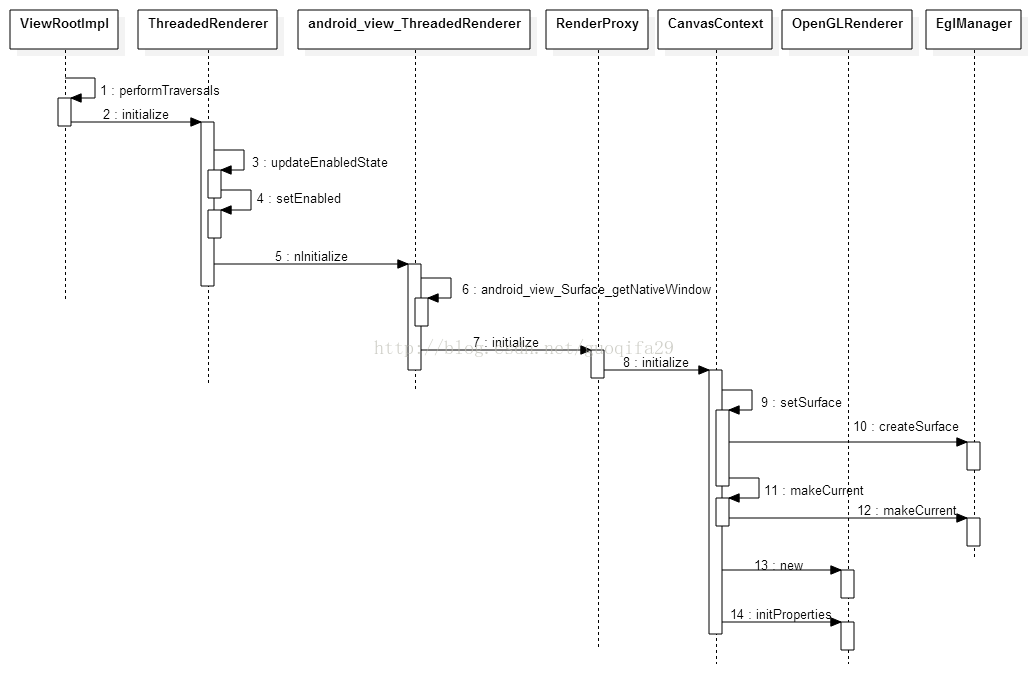 ViewRootImpl
ThreadedRenderer
android_view_ThreadedRenderer
RenderProxy
CanvasContext
OpenGLRenderer
EglManager
1 : performTraversals
2 : initialize
3 : updateEnabledState
4 : setEnabled
5 : nInitialize
6 : android_view_Surface_getNativeWindow
7 : initialize
http://blog.csdn.net/guoqifa29
8 : initialize
9 : setSurface
10 : createSurface
11 : makeCurrent
12 : makeCurrent
13 : new
14 : initProperties